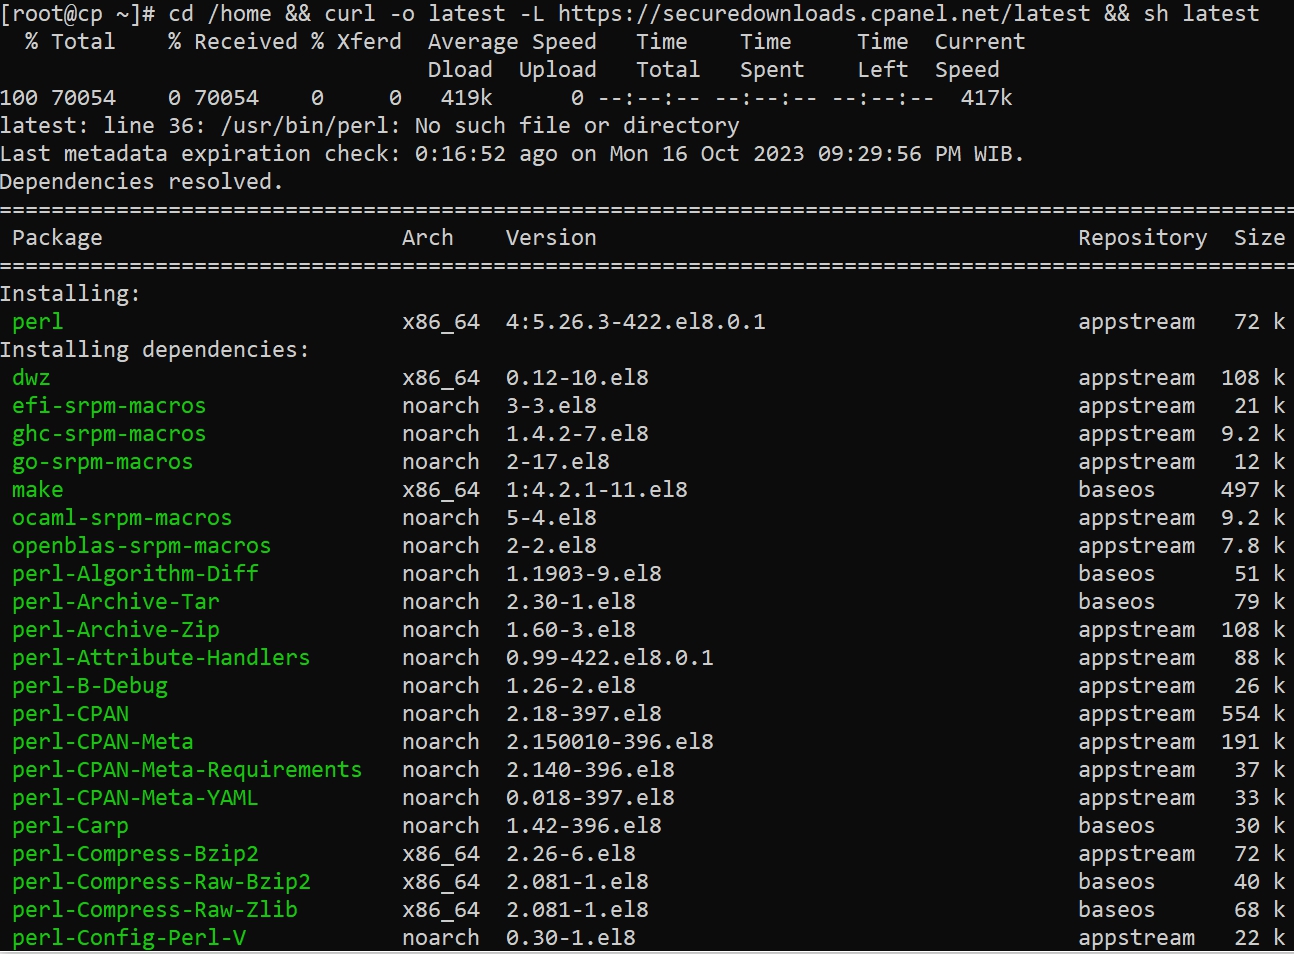 [root@cp ~]# cd /home && curl -o latest -L https://securedownloads.cpanel.net/latest && sh latest
% Total % Received % Xferd Average Speed Time Time Time Current
Dload Upload Total Spent Left Speed
100 70054 0 70054 0 0 419k 0 --:--:-- --:--:-- --:--:-- 417k
latest: line 36: /usr/bin/perl: No such file or directory
Last metadata expiration check: 0:16:52 ago on Mon 16 Oct 2023 09:29:56 PM WIB.
Dependencies resolved.
====================================================================================================
Package Arch Version Repository Size
====================================================================================================
Installing:
perl x86_64 4:5.26.3-422.el8.0.1 appstream 72 k
Installing dependencies:
dwz x86_64 0.12-10.el8 appstream 108 k
efi-srpm-macros noarch 3-3.el8 appstream 21 k
ghc-srpm-macros noarch 1.4.2-7.el8 appstream 9.2 k
go-srpm-macros noarch 2-17.el8 appstream 12 k
make x86_64 1:4.2.1-11.el8 baseos 497 k
ocaml-srpm-macros noarch 5-4.el8 appstream 9.2 k
openblas-srpm-macros noarch 2-2.el8 appstream 7.8 k
perl-Algorithm-Diff noarch 1.1903-9.el8 baseos 51 k
perl-Archive-Tar noarch 2.30-1.el8 baseos 79 k
perl-Archive-Zip noarch 1.60-3.el8 appstream 108 k
perl-Attribute-Handlers noarch 0.99-422.el8.0.1 appstream 88 k
perl-B-Debug noarch 1.26-2.el8 appstream 26 k
perl-CPAN noarch 2.18-397.el8 appstream 554 k
perl-CPAN-Meta noarch 2.150010-396.el8 appstream 191 k
perl-CPAN-Meta-Requirements noarch 2.140-396.el8 appstream 37 k
perl-CPAN-Meta-YAML noarch 0.018-397.el8 appstream 33 k
perl-Carp noarch 1.42-396.el8 baseos 30 k
perl-Compress-Bzip2 x86_64 2.26-6.el8 appstream 72 k
perl-Compress-Raw-Bzip2 x86_64 2.081-1.el8 baseos 40 k
perl-Compress-Raw-Zlib x86_64 2.081-1.el8 baseos 68 k
perl-Config-Perl-V noarch 0.30-1.el8 appstream 22 k